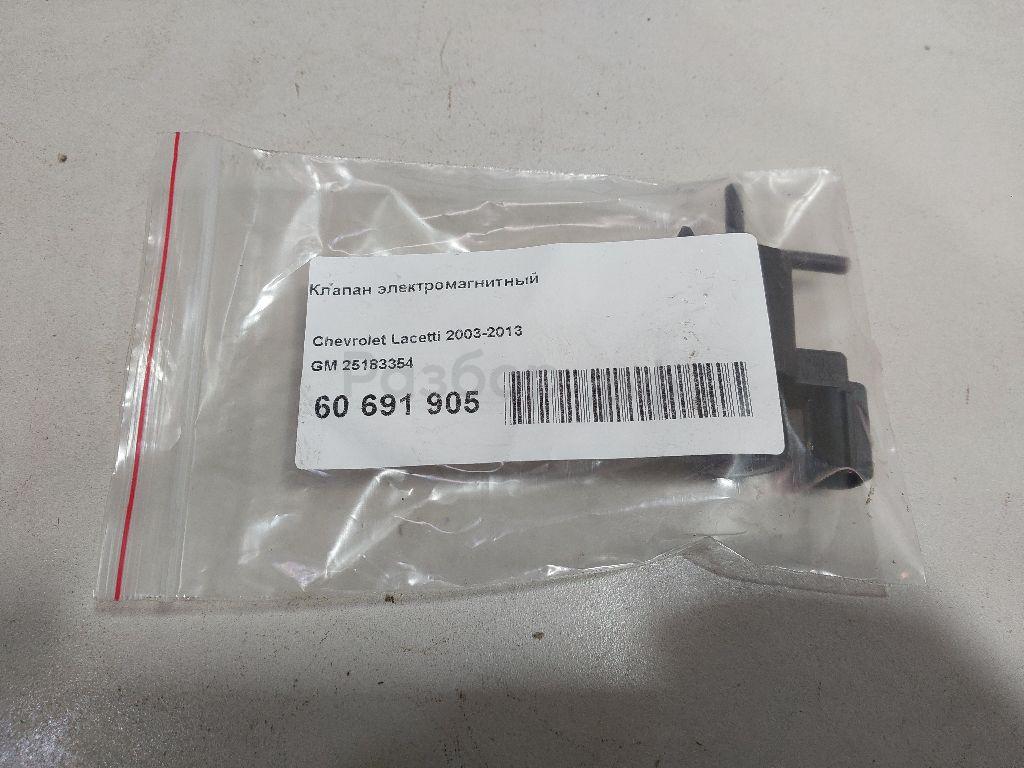 Клапан электромагнитный
Chevrolet Lacetti 2003-2013
GM 25183354
60 691 905